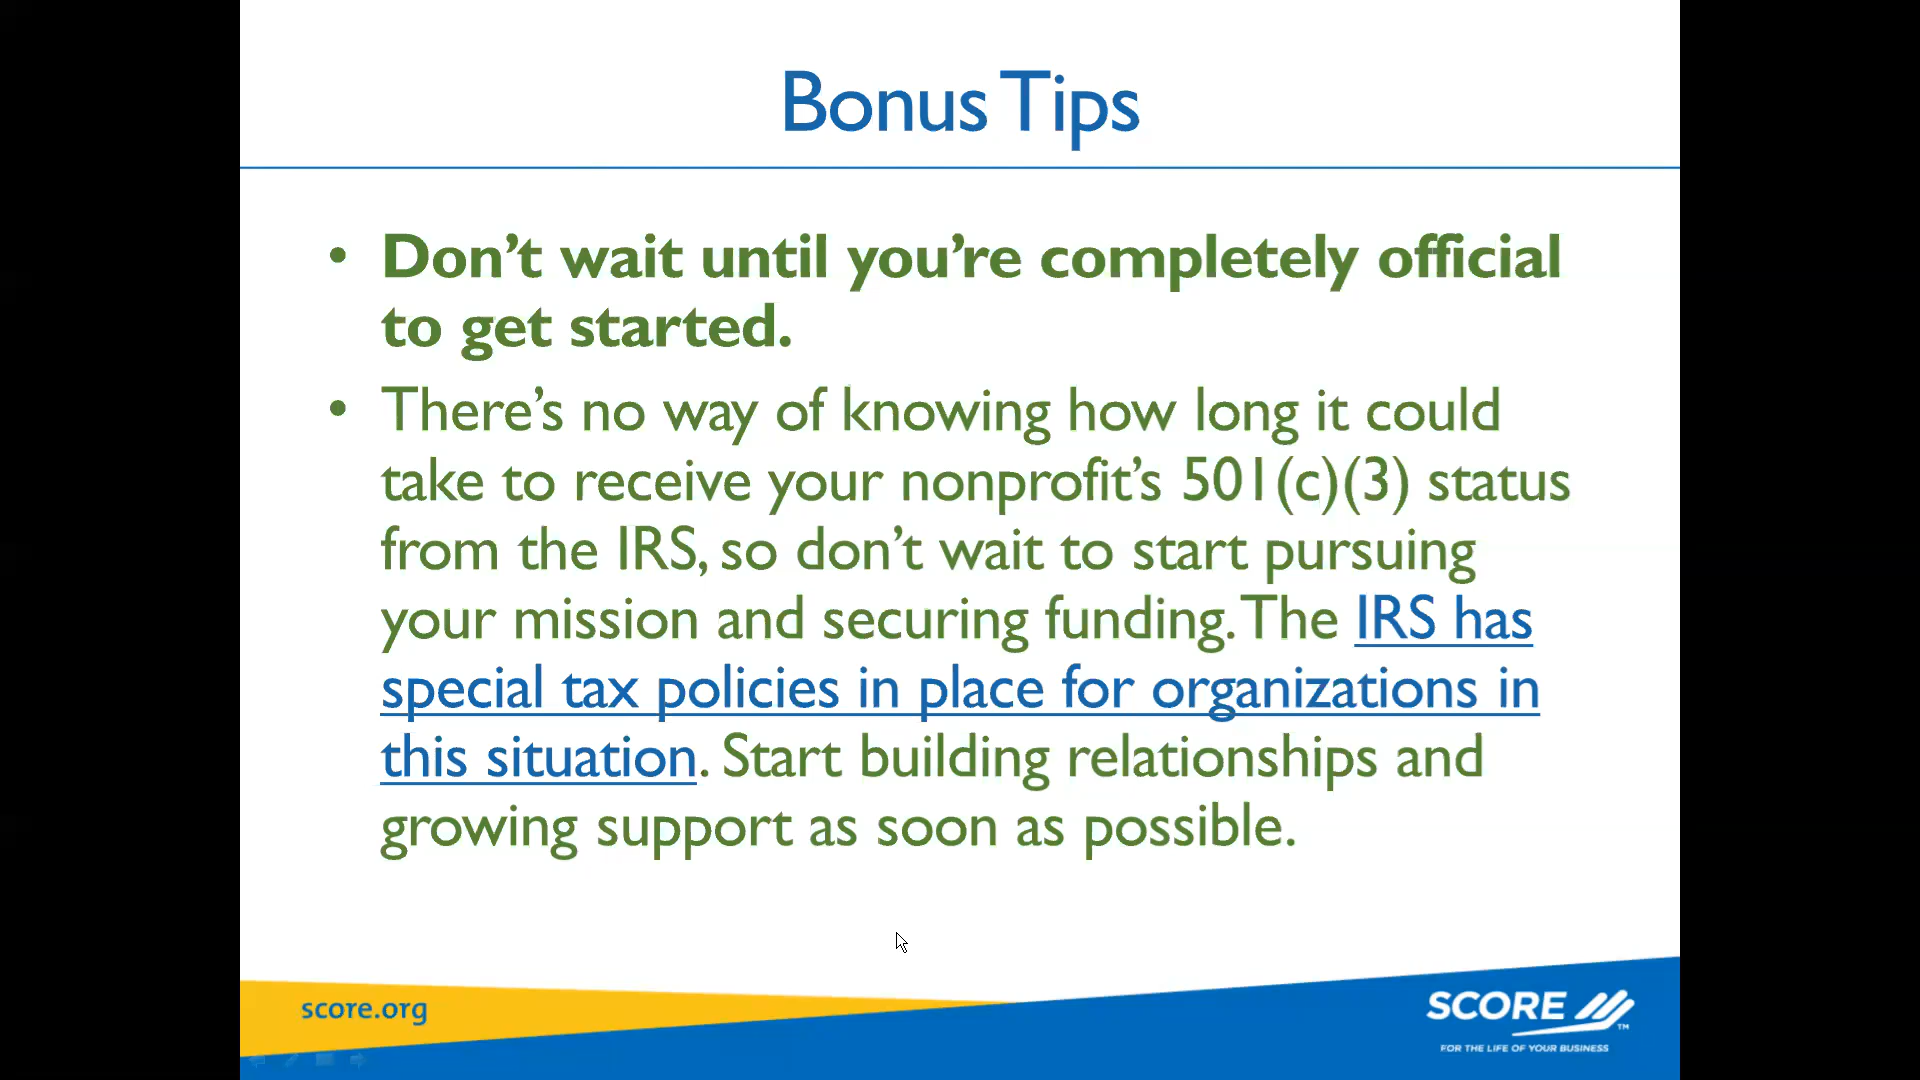 Bonus Tips
• Don’t wait until you’re completely official
to get started.
• There’s no way of knowing how long it could
take to receive your nonprofit’s 501(c)(3) status
from the IRS, so don’t wait to start pursuing
your mission and securing funding. The IRS has
special tax policies in place for organizations in
this situation. Start building relationships and
growing support as soon as possible.
score.org
SCORE
TM
FOR THE LIFE OF YOUR BUSINESS